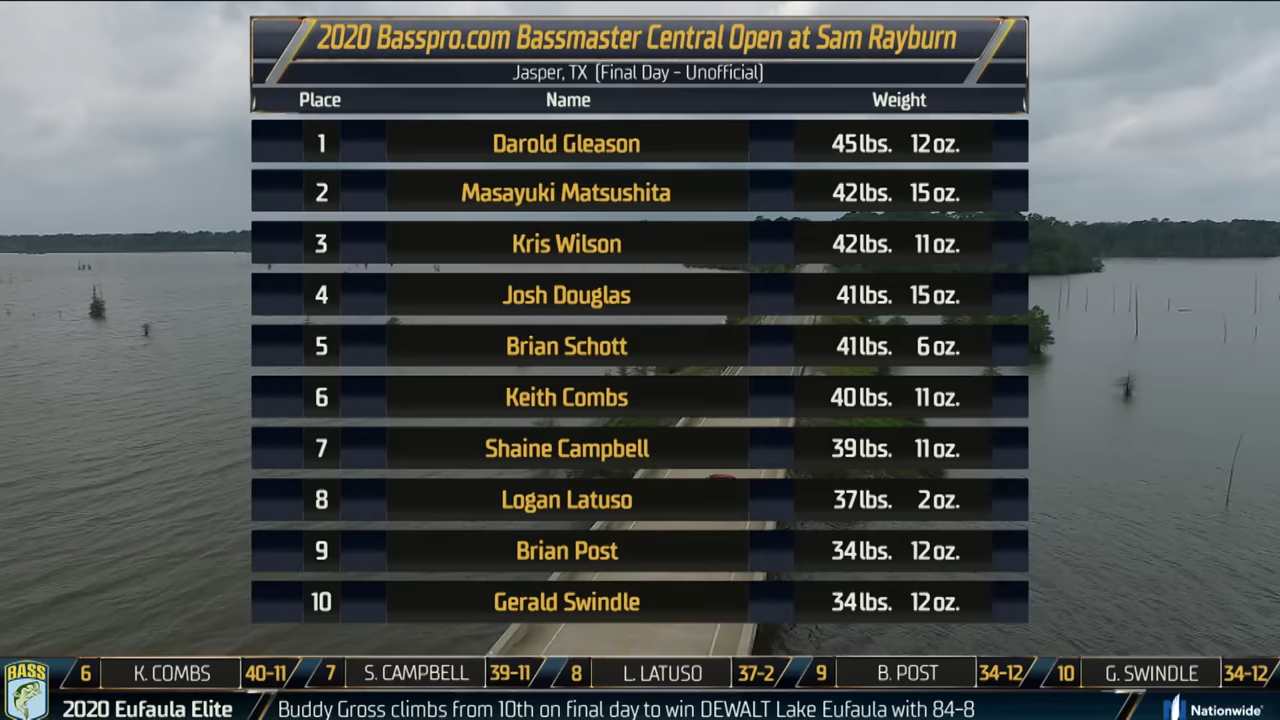 2020 Basspro.com Bassmaster Central Open at Sam Rayburn
Jasper, TX (Final Day - Unofficial)
Place Name Weight
1 Darold Gleason 45 lbs. 12 oz.
2 Masayuki Matsushita 42 lbs. 15 oz.
3 Kris Wilson 42 lbs. 11 oz.
4 Josh Douglas 41 lbs. 15 oz.
5 Brian Schott 41 lbs. 6 oz.
6 Keith Combs 40 lbs. 11 oz.
7 Shaine Campbell 39 lbs. 11 oz.
8 Logan Latuso 37 lbs. 2 oz.
9 Brian Post 34 lbs. 12 oz.
10 Gerald Swindle 34 lbs. 12 oz.
BASS 6 K. COMBS 40-11 7 S. CAMPBELL 39-11 8 L. LATUSO 37-2 9 B. POST 34-12 10 G. SWINDLE 34-12
2020 Eufaula Elite Buddy Gross climbs from 10th on final day to win DEWALT Lake Eufaula with 84-8 Nationwide